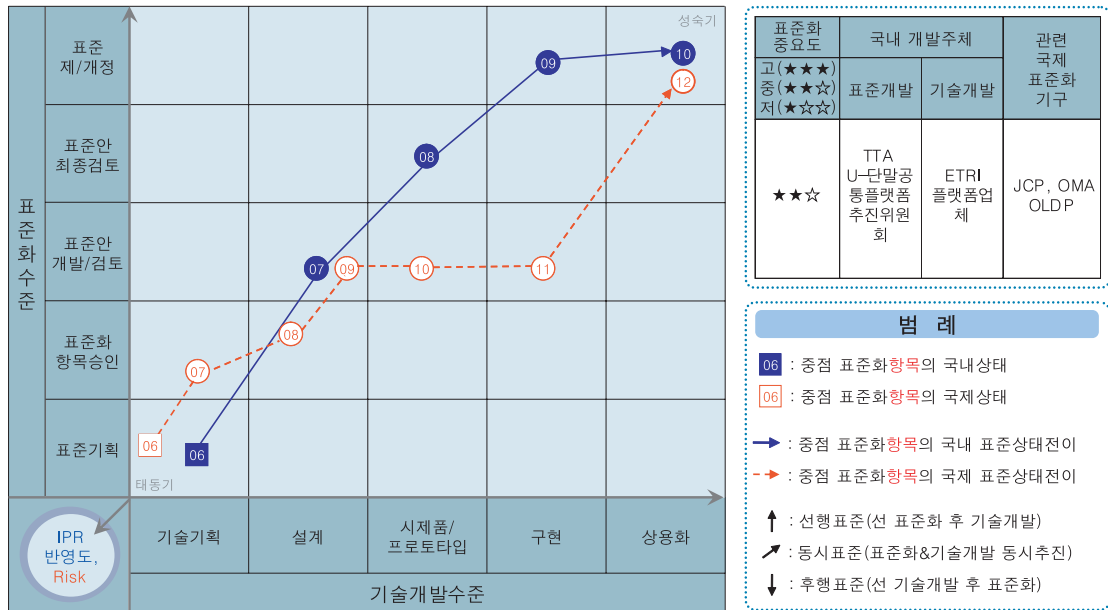 성숙기
표준
제/개정
표준안
최종검토
표준안
개발/검토
표준화
항목승인
표준기획
표준화수준
09
10
12
08
07
09
10
11
08
07
06
06
태동기
IPR
반영도,
Risk
기술기획
설계
시제품/
프로토타입
구현
상용화
기술개발수준
표준화
중요도
고(★★★)
중(★★☆)
저(★☆☆)
국내 개발주체
표준개발
기술개발
관련
국제
표준화
기구
★★☆
TTA
U-단말공
통플랫폼
추진위원
회
ETRI
플랫폼업
체
JCP, OMA
OLDP
범 례
06 : 중점 표준화항목의 국내상태
06 : 중점 표준화항목의 국제상태
: 중점 표준화항목의 국내 표준상태전이
: 중점 표준화항목의 국제 표준상태전이
: 선행표준(선 표준화 후 기술개발)
: 동시표준(표준화&기술개발 동시추진)
: 후행표준(선 기술개발 후 표준화)